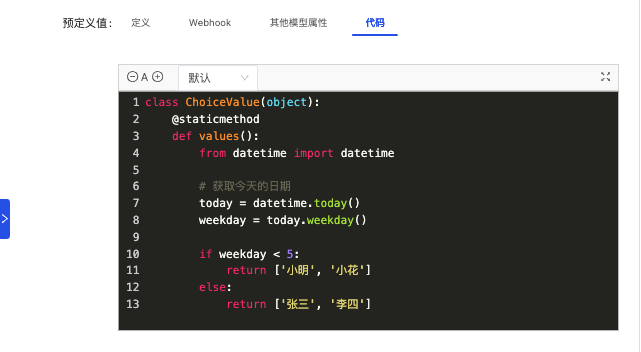 预定义值： 定义 Webhook 其他模型属性 代码
A 默认
1 class ChoiceValue(object):
2     @staticmethod
3     def values():
4         from datetime import datetime
5
6         # 获取今天的日期
7         today = datetime.today()
8         weekday = today.weekday()
9
10         if weekday < 5:
11             return ['小明', '小花']
12         else:
13             return ['张三', '李四']